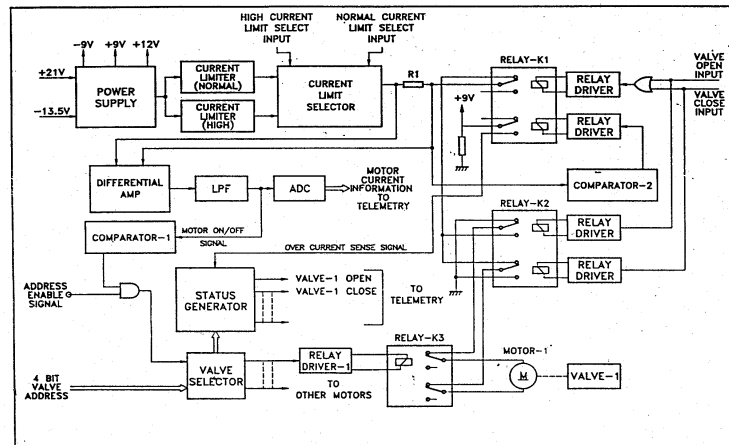 HIGH CURRENT
LIMIT SELECT
INPUT
NORMAL CURRENT
LIMIT SELECT
INPUT
-9V
+9V
+12V
+21V
-13.5V
POWER
SUPPLY
CURRENT
LIMITER
(NORMAL)
CURRENT
LIMITER
(HIGH)
CURRENT
LIMIT
SELECTOR
R1
RELAY-K1
+9V
RELAY
DRIVER
RELAY
DRIVER
VALVE
OPEN
INPUT
VALVE
CLOSE
INPUT
DIFFERENTIAL
AMP
LPF
ADC
MOTOR
CURRENT
INFORMATION
TO
TELEMETRY
COMPARATOR-2
COMPARATOR-1
MOTOR ON/OFF
SIGNAL
OVER CURRENT SENSE SIGNAL
RELAY-K2
RELAY
DRIVER
RELAY
DRIVER
ADDRESS
ENABLE
SIGNAL
STATUS
GENERATOR
VALVE-1 OPEN
VALVE-1 CLOSE
TO
TELEMETRY
4 BIT
VALVE
ADDRESS
VALVE
SELECTOR
RELAY
DRIVER-1
TO
OTHER MOTORS
RELAY-K3
MOTOR-1
M
VALVE-1